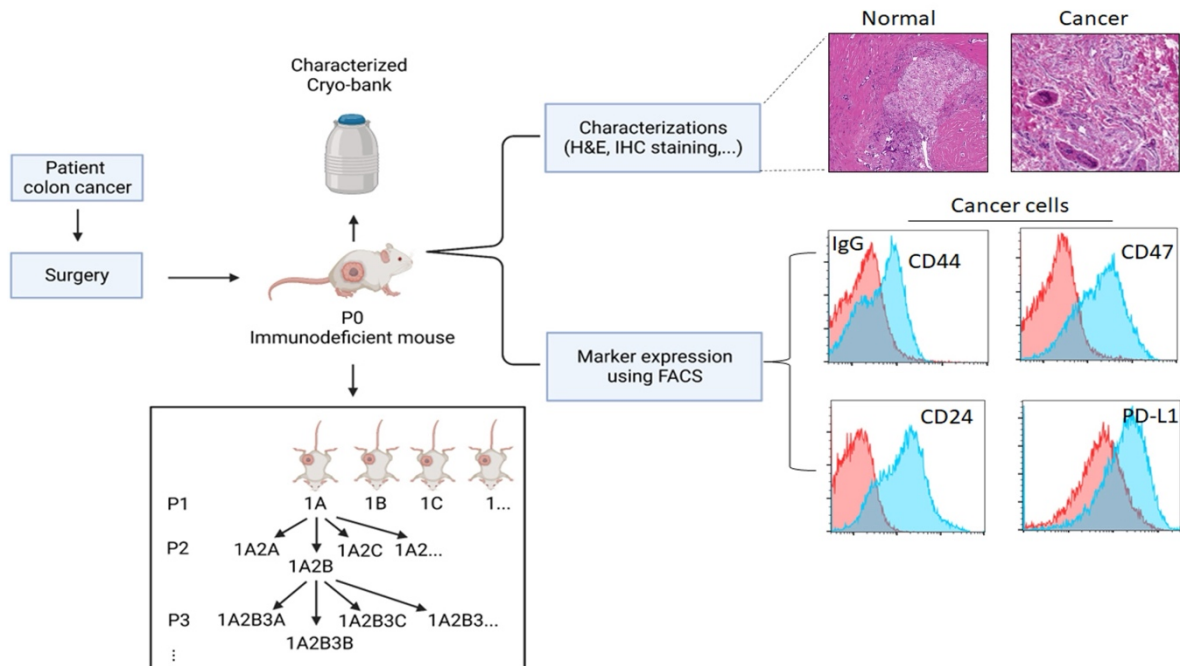 Normal
Cancer
Characterized
Cryo-bank
Characterizations
(H&E, IHC staining,...)
Patient
colon cancer
Surgery
P0
Immunodeficient mouse
Marker expression
using FACS
Cancer cells
IgG
CD44
CD47
CD24
PD-L1
P1
1A
1B
1C
1...
P2
1A2A
1A2B
1A2C
1A2...
P3
1A2B3A
1A2B3B
1A2B3C
1A2B3...
⋮